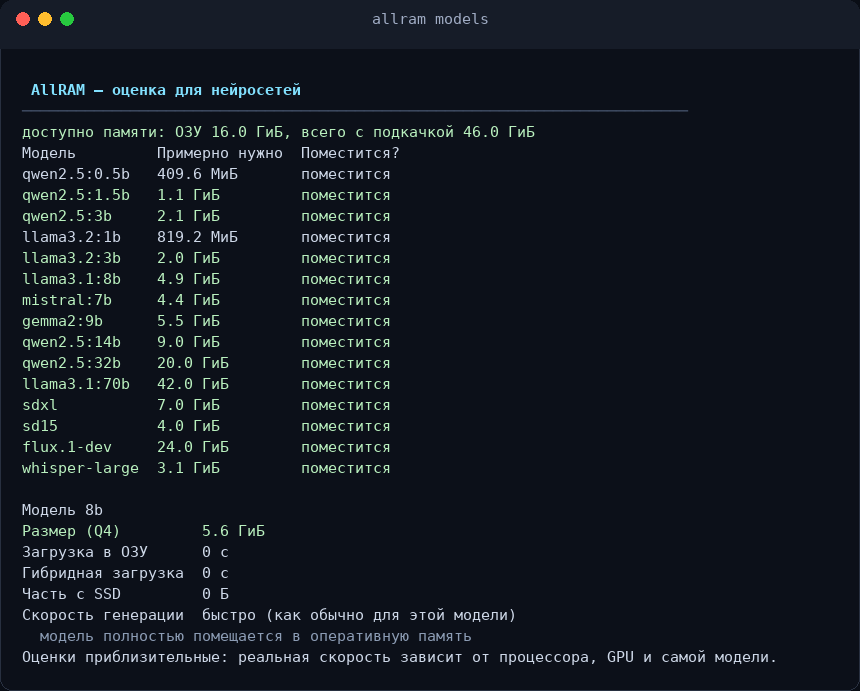 allram models
AllRAM — оценка для нейросетей
доступно памяти: ОЗУ 16.0 ГиБ, всего с подкачкой 46.0 ГиБ
Модель Примерно нужно Поместится?
qwen2.5:0.5b 409.6 МиБ поместится
qwen2.5:1.5b 1.1 ГиБ поместится
qwen2.5:3b 2.1 ГиБ поместится
llama3.2:1b 819.2 МиБ поместится
llama3.2:3b 2.0 ГиБ поместится
llama3.1:8b 4.9 ГиБ поместится
mistral:7b 4.4 ГиБ поместится
gemma2:9b 5.5 ГиБ поместится
qwen2.5:14b 9.0 ГиБ поместится
qwen2.5:32b 20.0 ГиБ поместится
llama3.1:70b 42.0 ГиБ поместится
sdxl 7.0 ГиБ поместится
sd15 4.0 ГиБ поместится
flux.1-dev 24.0 ГиБ поместится
whisper-large 3.1 ГиБ поместится
Модель 8b
Размер (Q4) 5.6 ГиБ
Загрузка в ОЗУ 0 с
Гибридная загрузка 0 с
Часть с SSD 0 Б
Скорость генерации быстро (как обычно для этой модели)
модель полностью помещается в оперативную память
Оценки приблизительные: реальная скорость зависит от процессора, GPU и самой модели.